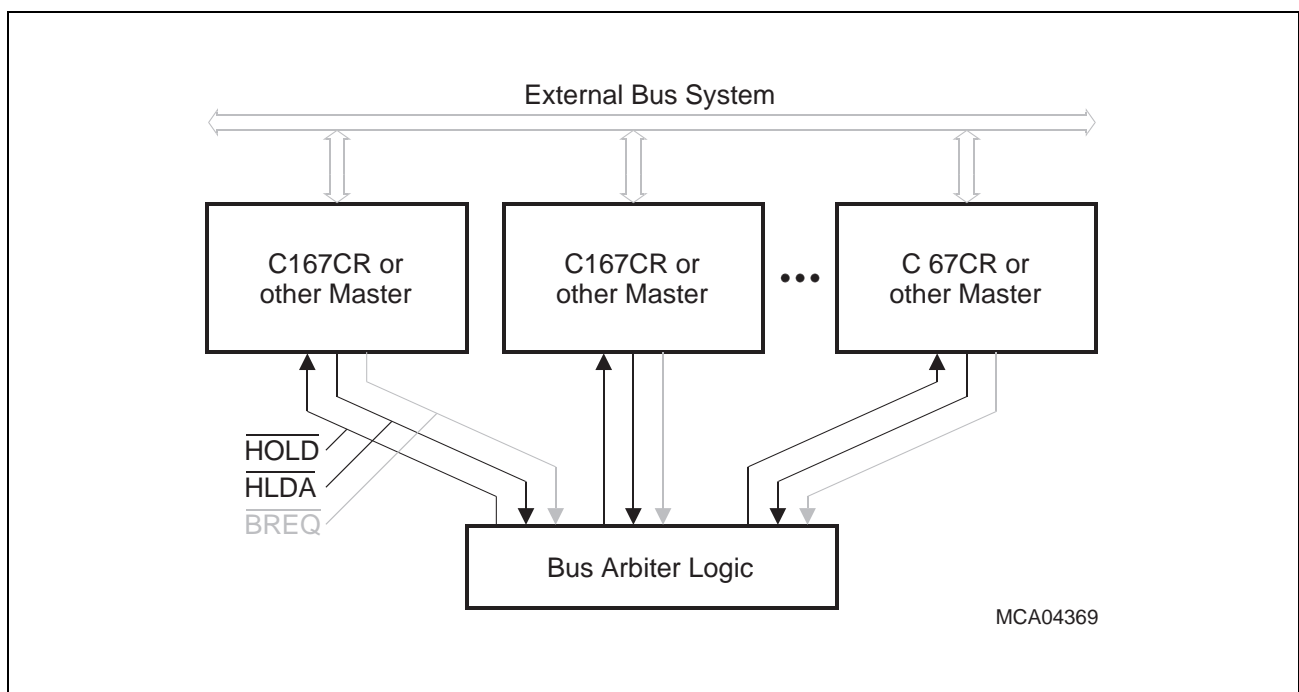 External Bus System
C167CR or
other Master
C167CR or
other Master
•••
C 67CR or
other Master
HOLD
HLDA
BREQ
Bus Arbiter Logic
MCA04369